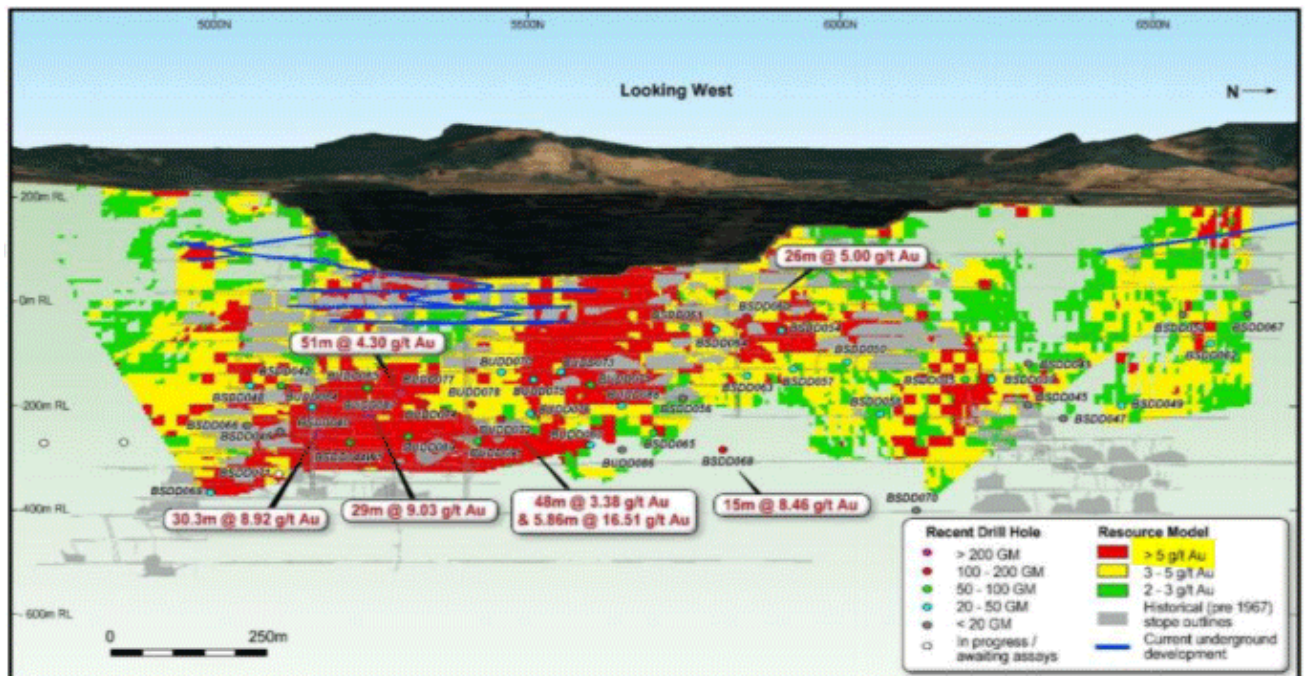 5000N 5500N 6000N 6500N
Looking West
N
200m RL
0m RL
-200m RL
-400m RL
- 600m RL
26m @ 5.00 g/t Au
51m @ 4.30 g/t Au
BSDD054
BSDD050
BSDD067
BSDD042
BUDD073
BUDD077
BUDD078
BSDD063
BSDD057
BSDD045
BSDD047
BSDD049
BSDD056
BSDD065
BUDD086
BSDD068
BSDD070
30.3m @ 8.92 g/t Au
29m @ 9.03 g/t Au
48m @ 3.38 g/t Au
& 5.86m @ 16.51 g/t Au
15m @ 8.46 g/t Au
0 250m
Recent Drill Hole
> 200 GM
100 - 200 GM
50 - 100 GM
20 - 50 GM
< 20 GM
In progress /
awaiting assays
Resource Model
> 5 g/t Au
3 - 5 g/t Au
2 - 3 g/t Au
Historical (pre 1967)
stope outlines
Current underground
development